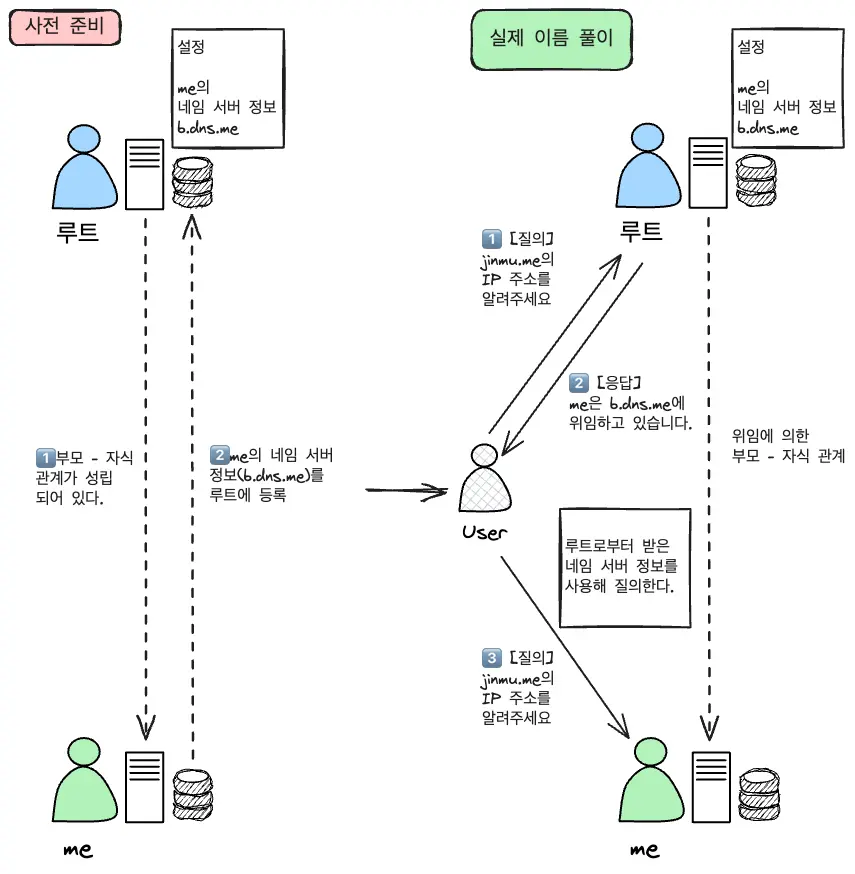 사전 준비
설정
me의
네임 서버 정보
b.dns.me
루트
1 부모 - 자식
관계가 성립
되어 있다.
2 me의 네임 서버
정보(b.dns.me)를
루트에 등록
me
실제 이름 풀이
설정
me의
네임 서버 정보
b.dns.me
루트
1 [질의]
jinmu.me의
IP 주소를
알려주세요
2 [응답]
me은 b.dns.me에
위임하고 있습니다.
위임에 의한
부모 - 자식 관계
User
루트로부터 받은
네임 서버 정보를
사용해 질의한다.
3 [질의]
jinmu.me의
IP 주소를
알려주세요
me